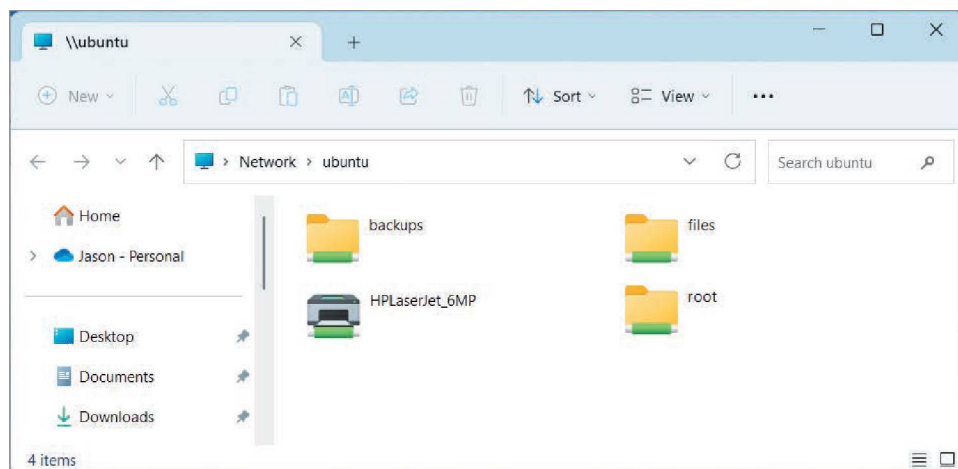 \\ubuntu
New
Sort
View
Network > ubuntu
Search ubuntu
Home
Jason - Personal
Desktop
Documents
Downloads
backups
files
HPLaserJet_6MP
root
4 items